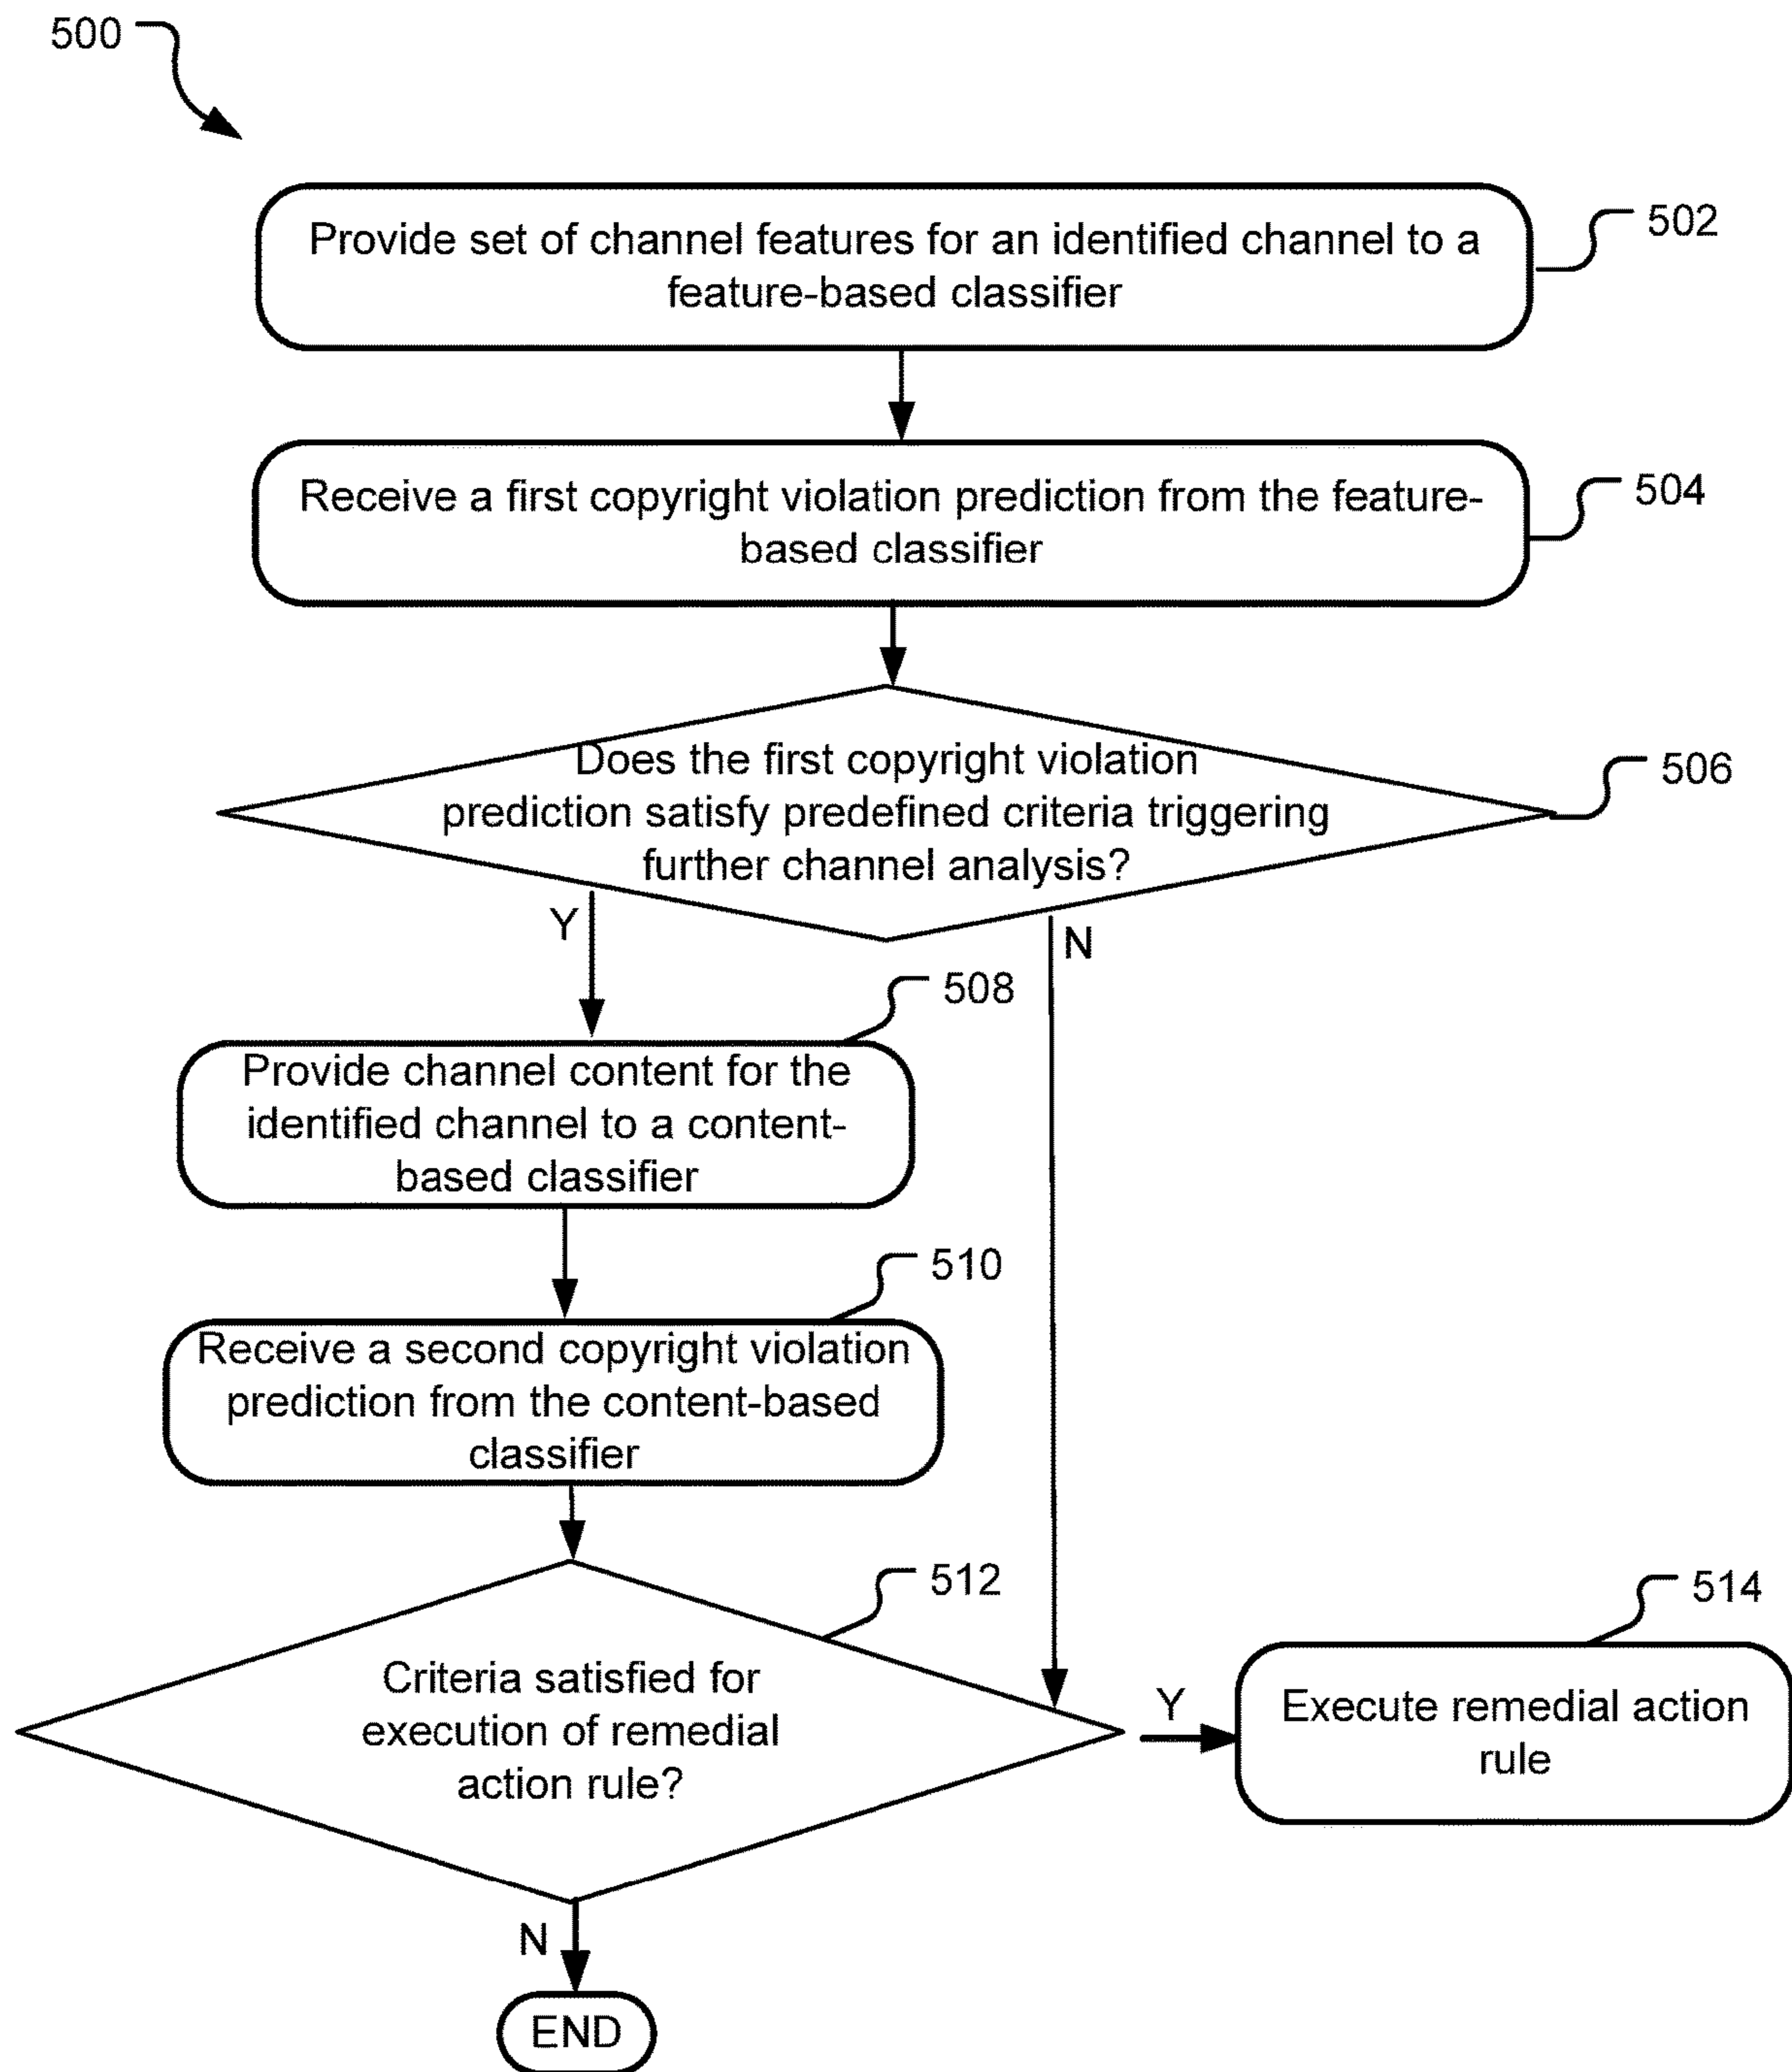 500
Provide set of channel features for an identified channel to a
feature-based classifier
502
Receive a first copyright violation prediction from the feature-
based classifier
504
Does the first copyright violation
prediction satisfy predefined criteria triggering
further channel analysis?
506
Y
N
508
Provide channel content for the
identified channel to a content-
based classifier
510
Receive a second copyright violation
prediction from the content-based
classifier
512
Criteria satisfied for
execution of remedial
action rule?
Y
514
Execute remedial action
rule
N
END